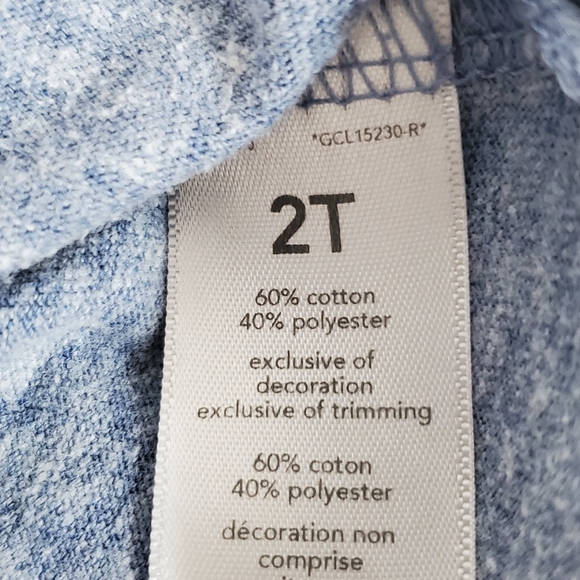 *GCL15230-R*
2T
60% cotton
40% polyester
exclusive of
decoration
exclusive of trimming
60% coton
40% polyester
décoration non
comprise